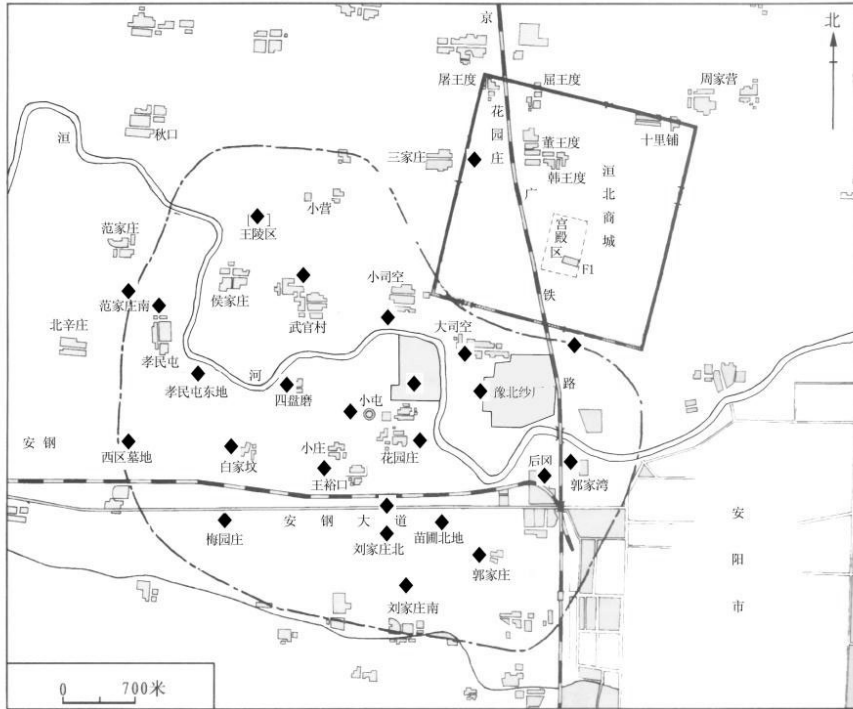 京
北
屠王度
屈王度
周家营
花园庄
洹
秋口
三家庄
董王度
十里铺
韩王度
广
洹北商城
小营
王陵区
宫殿区
范家庄
F1
小司空
侯家庄
铁
范家庄南
武官村
北辛庄
大司空
孝民屯
河
路
孝民屯东地
四盘磨
豫北纱厂
小屯
安钢
西区墓地
白家坟
小庄
花园庄
后冈
王裕口
郭家湾
安钢大道
苗圃北地
安阳市
梅园庄
刘家庄北
郭家庄
刘家庄南
0 700米